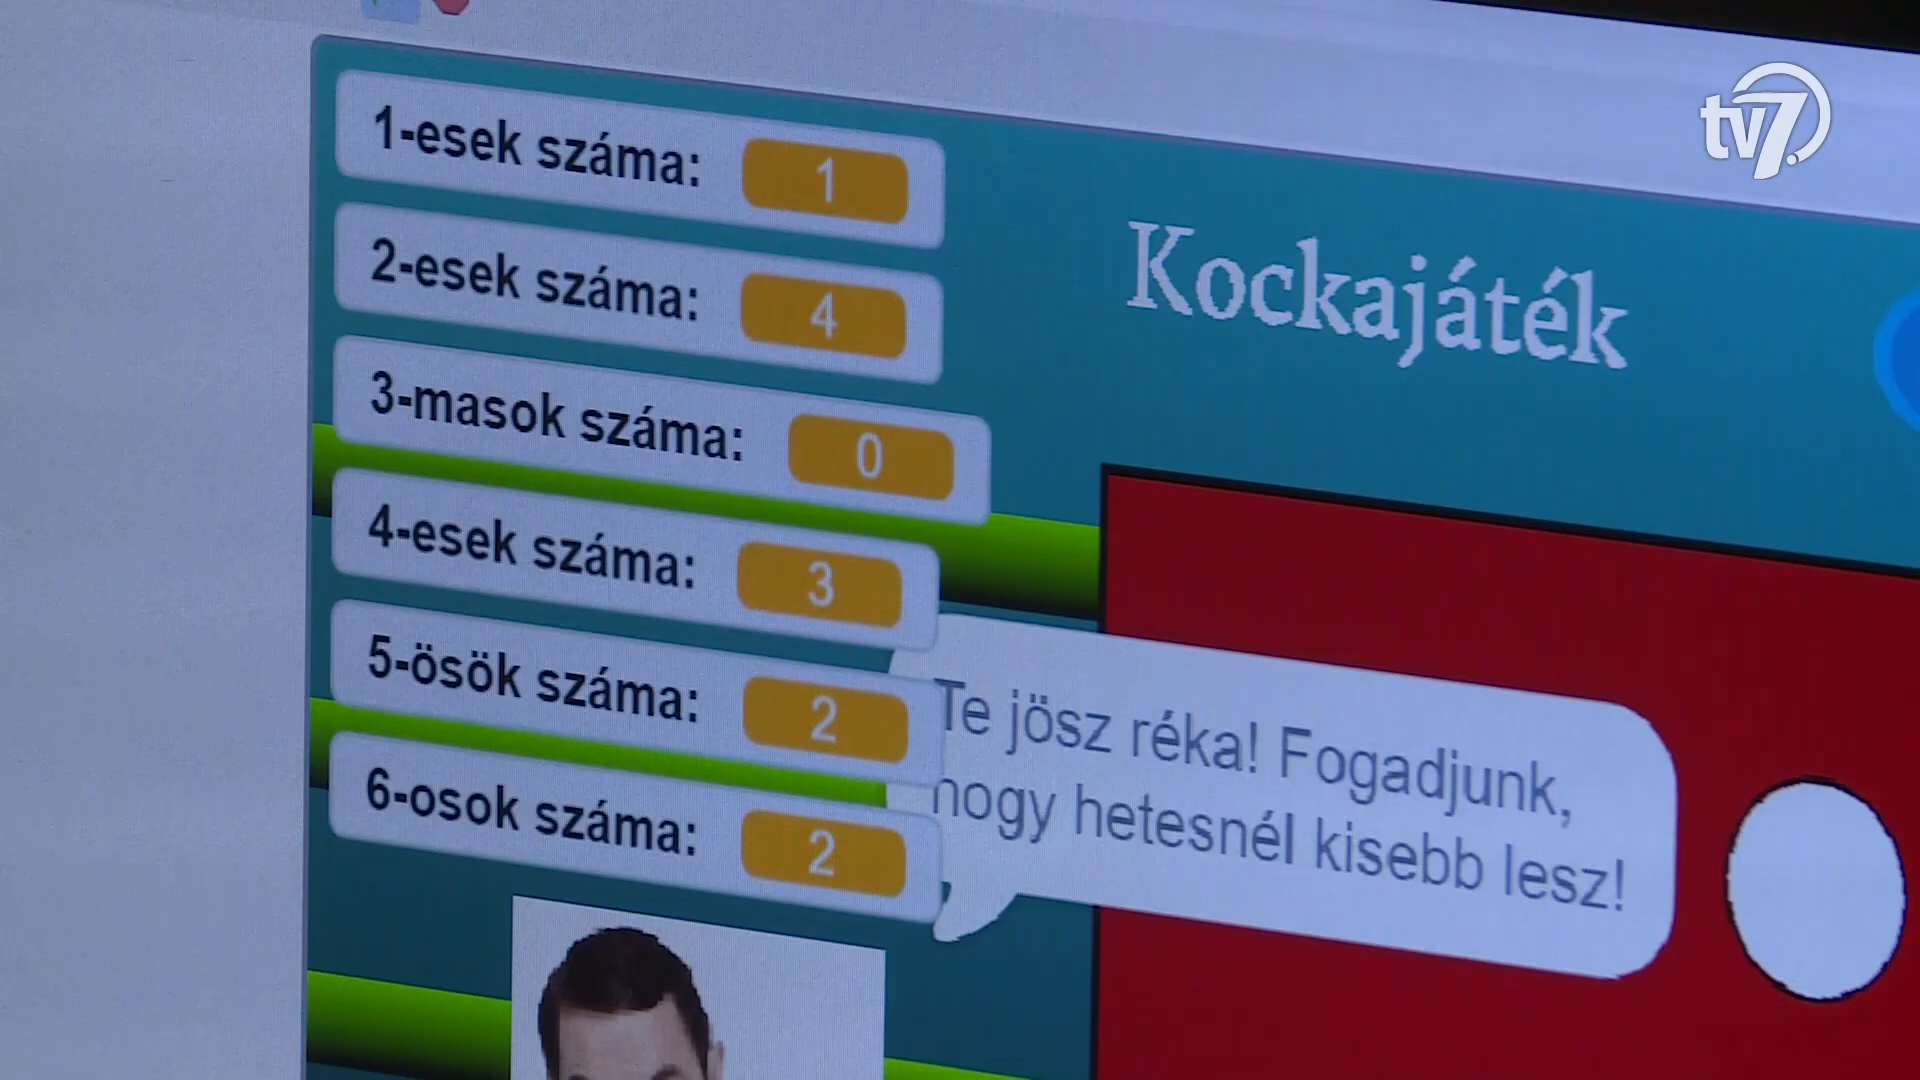 1-esek száma: 1
2-esek száma: 4
3-masok száma: 0
4-esek száma: 3
5-ösök száma: 2
6-osok száma: 2
tv7.
Kockajáték
Te jösz réka! Fogadjunk,
hogy hetesnél kisebb lesz!